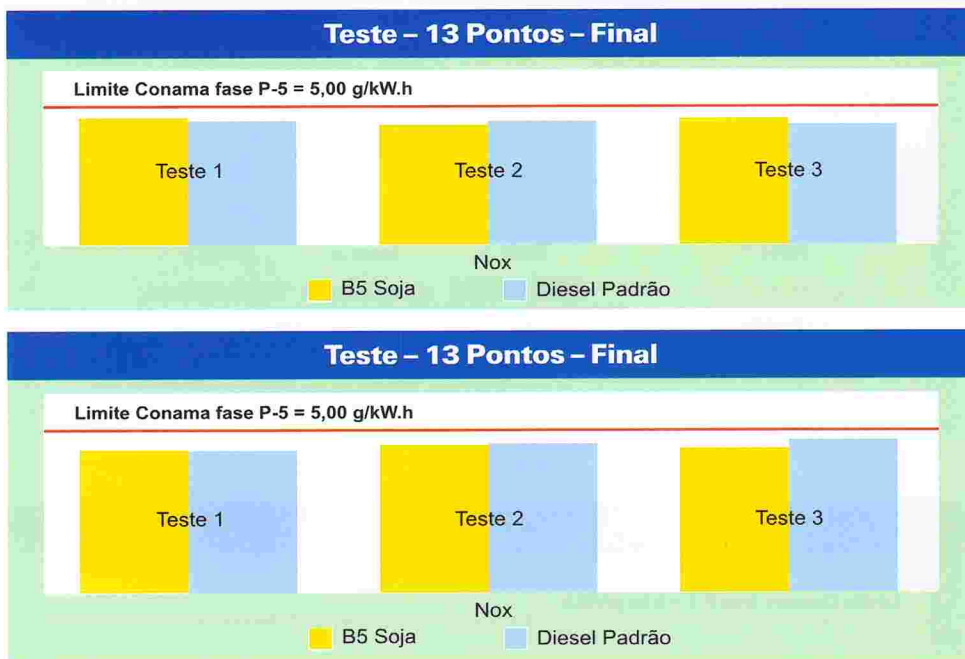 Teste – 13 Pontos – Final
Limite Conama fase P-5 = 5,00 g/kW.h
Teste 1
Teste 2
Teste 3
Nox
B5 Soja
Diesel Padrão
Teste – 13 Pontos – Final
Limite Conama fase P-5 = 5,00 g/kW.h
Teste 1
Teste 2
Teste 3
Nox
B5 Soja
Diesel Padrão